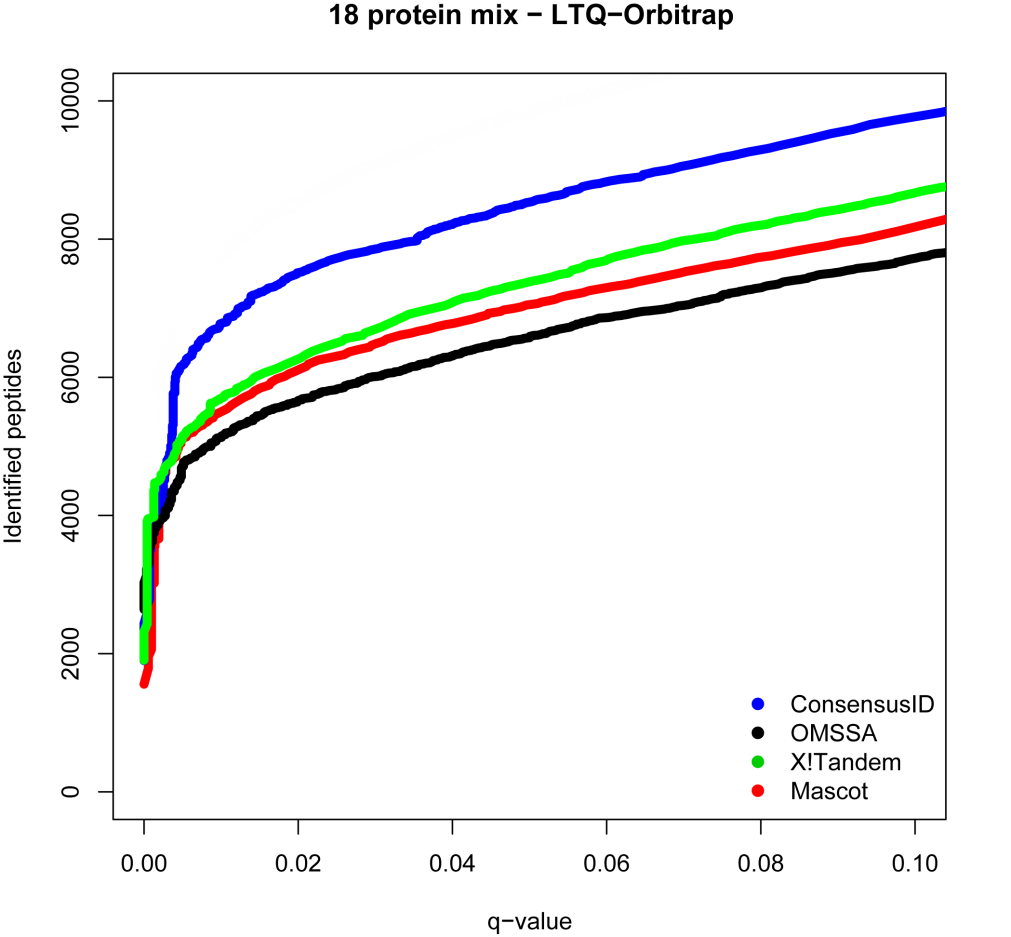 18 protein mix − LTQ−Orbitrap
Identified peptides
10000
8000
6000
4000
2000
0
ConsensusID
OMSSA
X!Tandem
Mascot
0.00 0.02 0.04 0.06 0.08 0.10
q−value